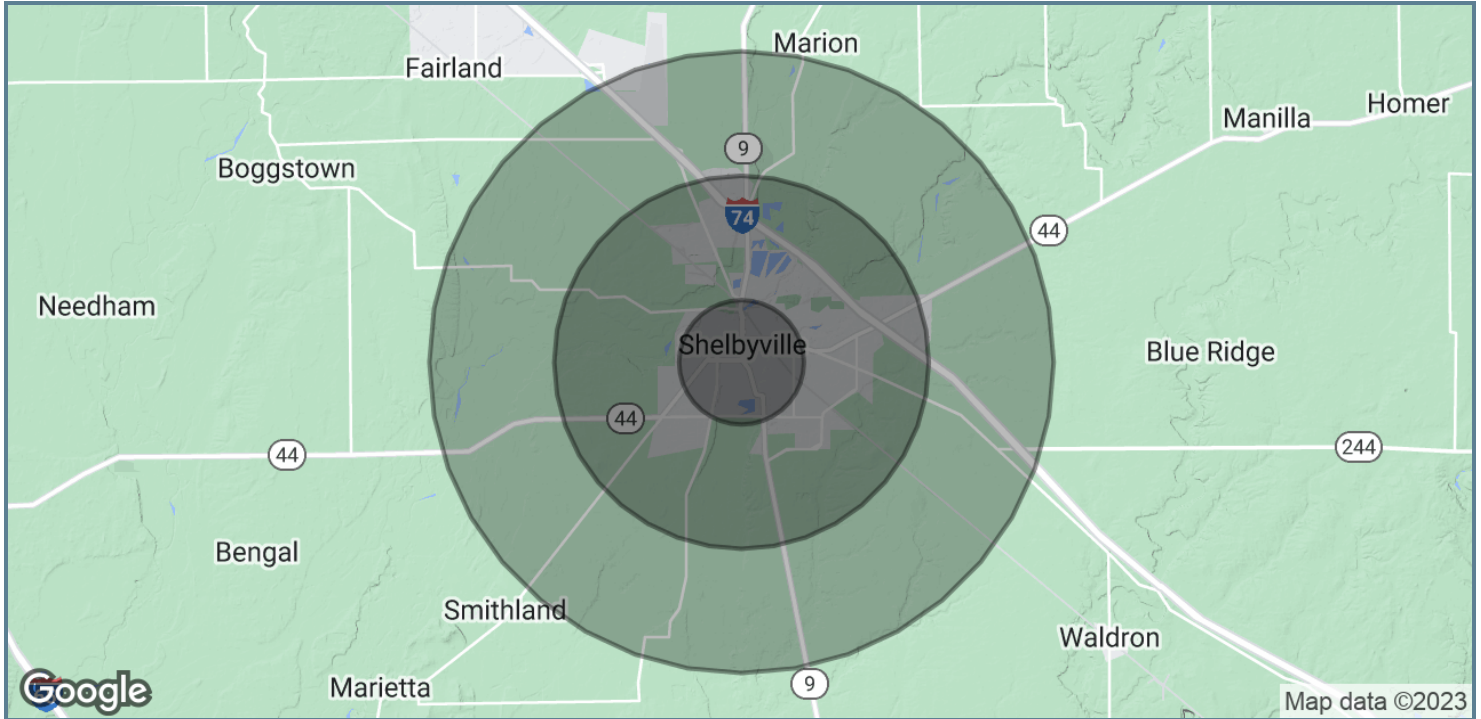 Marion
Fairland
Homer
Manilla
9
Boggstown
74
44
Needham
Shelbyville
Blue Ridge
44
244
44
Bengal
Smithland
Waldron
Marietta
9
Google
Map data ©2023